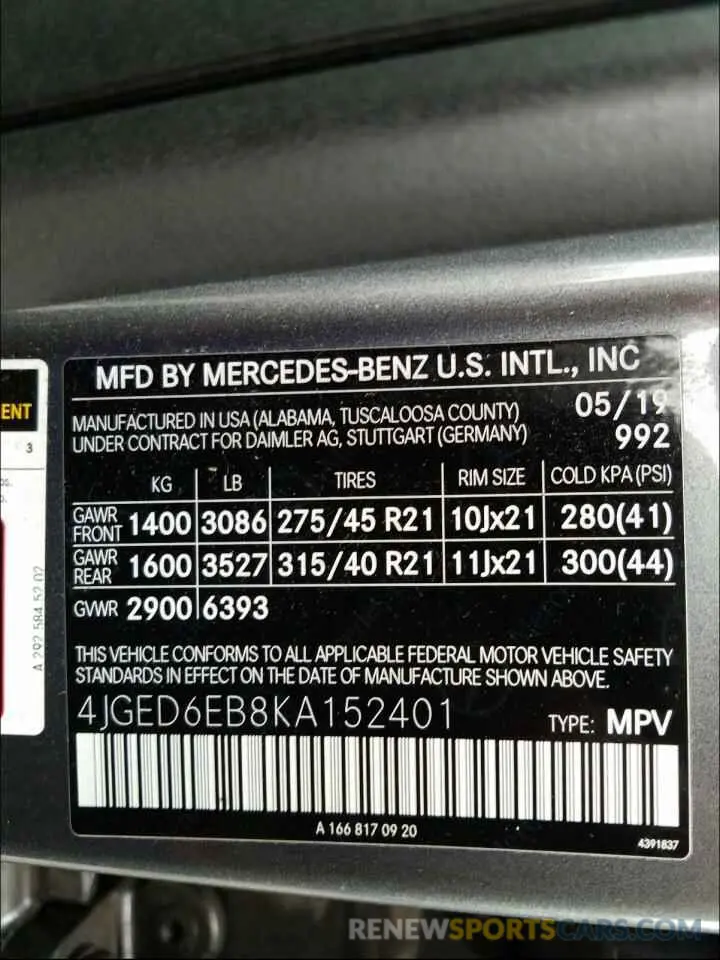 MFD BY MERCEDES-BENZ U.S. INTL., INC
MANUFACTURED IN USA (ALABAMA, TUSCALOOSA COUNTY) 05/19
UNDER CONTRACT FOR DAIMLER AG, STUTTGART (GERMANY) 992
KG LB TIRES RIM SIZE COLD KPA (PSI)
GAWR FRONT 1400 3086 275/45 R21 10Jx21 280(41)
GAWR REAR 1600 3527 315/40 R21 11Jx21 300(44)
GVWR 2900 6393
THIS VEHICLE CONFORMS TO ALL APPLICABLE FEDERAL MOTOR VEHICLE SAFETY
STANDARDS IN EFFECT ON THE DATE OF MANUFACTURE SHOWN ABOVE.
4JGED6EB8KA152401 TYPE: MPV
A 166 817 09 20
4391837
ENT
3
A 292 584 52 02
RENEWSPORTSCARS.COM